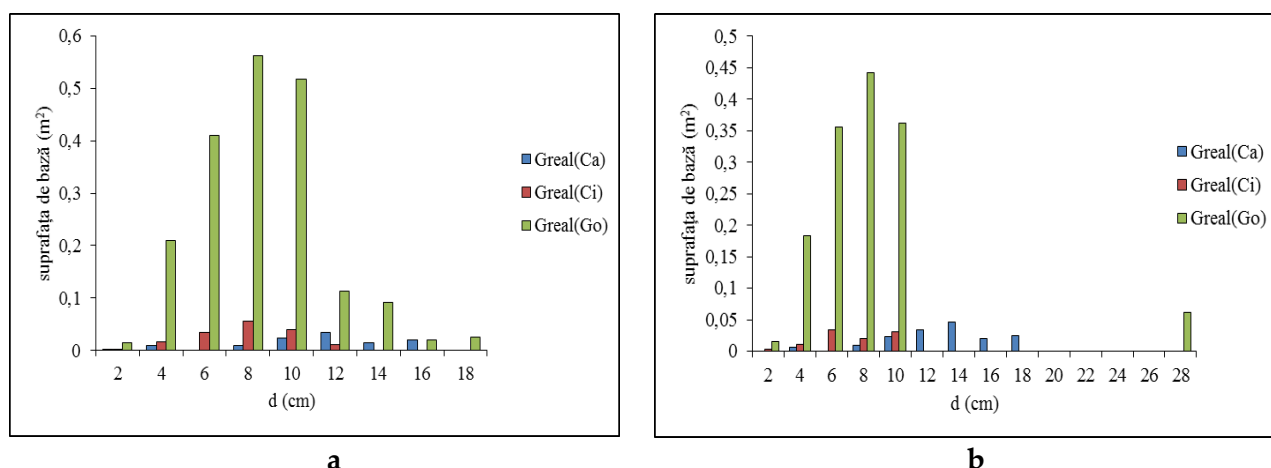 0,6
0,5
0,4
0,3
0,2
0,1
0
suprafața de bază (m²)
2 4 6 8 10 12 14 16 18
d (cm)
Greal(Ca)
Greal(Ci)
Greal(Go)
a
0,5
0,45
0,4
0,35
0,3
0,25
0,2
0,15
0,1
0,05
0
suprafața de bază (m²)
2 4 6 8 10 12 14 16 18 20 22 24 26 28
d (cm)
Greal(Ca)
Greal(Ci)
Greal(Go)
b